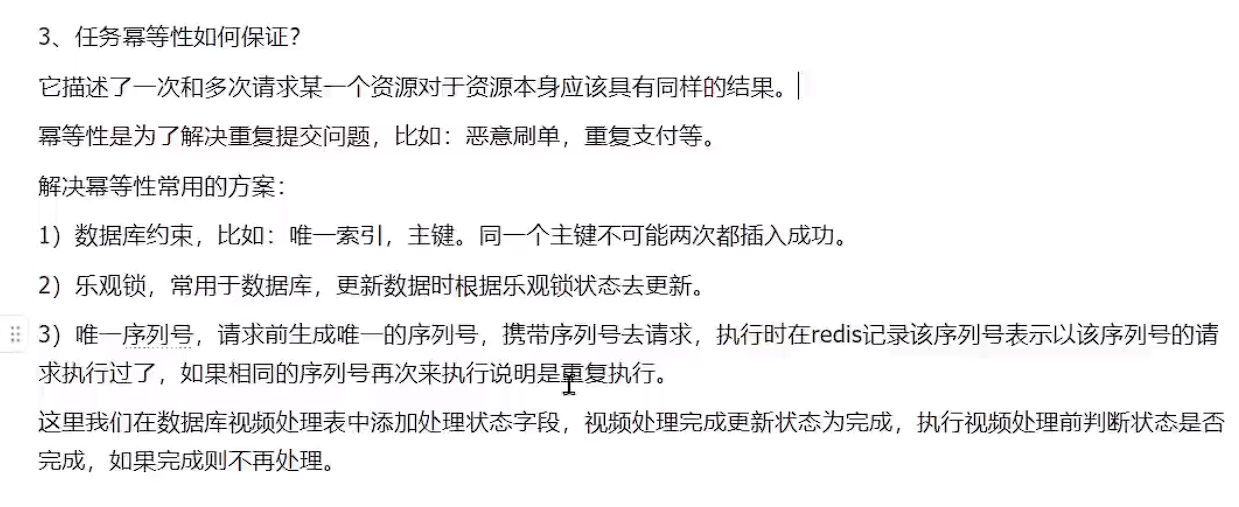 3、任务幂等性如何保证？
它描述了一次和多次请求某一个资源对于资源本身应该具有同样的结果。
幂等性是为了解决重复提交问题，比如：恶意刷单，重复支付等。
解决幂等性常用的方案：
1）数据库约束，比如：唯一索引，主键。同一个主键不可能两次都插入成功。
2）乐观锁，常用于数据库，更新数据时根据乐观锁状态去更新。
3）唯一序列号，请求前生成唯一的序列号，携带序列号去请求，执行时在redis记录该序列号表示以该序列号的请
求执行过了，如果相同的序列号再次来执行说明是重复执行。
这里我们在数据库视频处理表中添加处理状态字段，视频处理完成更新状态为完成，执行视频处理前判断状态是否
完成，如果完成则不再处理。